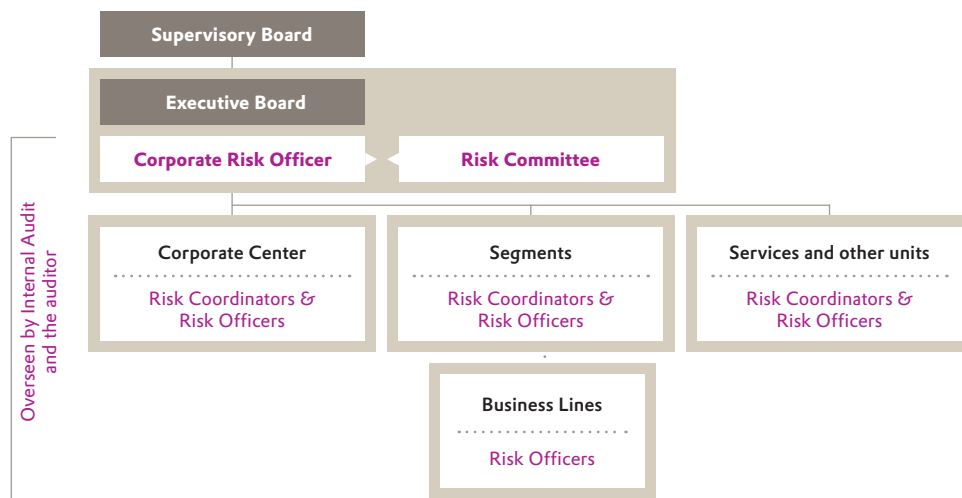 Supervisory Board
Executive Board
Corporate Risk Officer
Risk Committee
Overseen by Internal Audit
and the auditor
Corporate Center
Risk Coordinators &
Risk Officers
Segments
Risk Coordinators &
Risk Officers
Services and other units
Risk Coordinators &
Risk Officers
Business Lines
Risk Officers